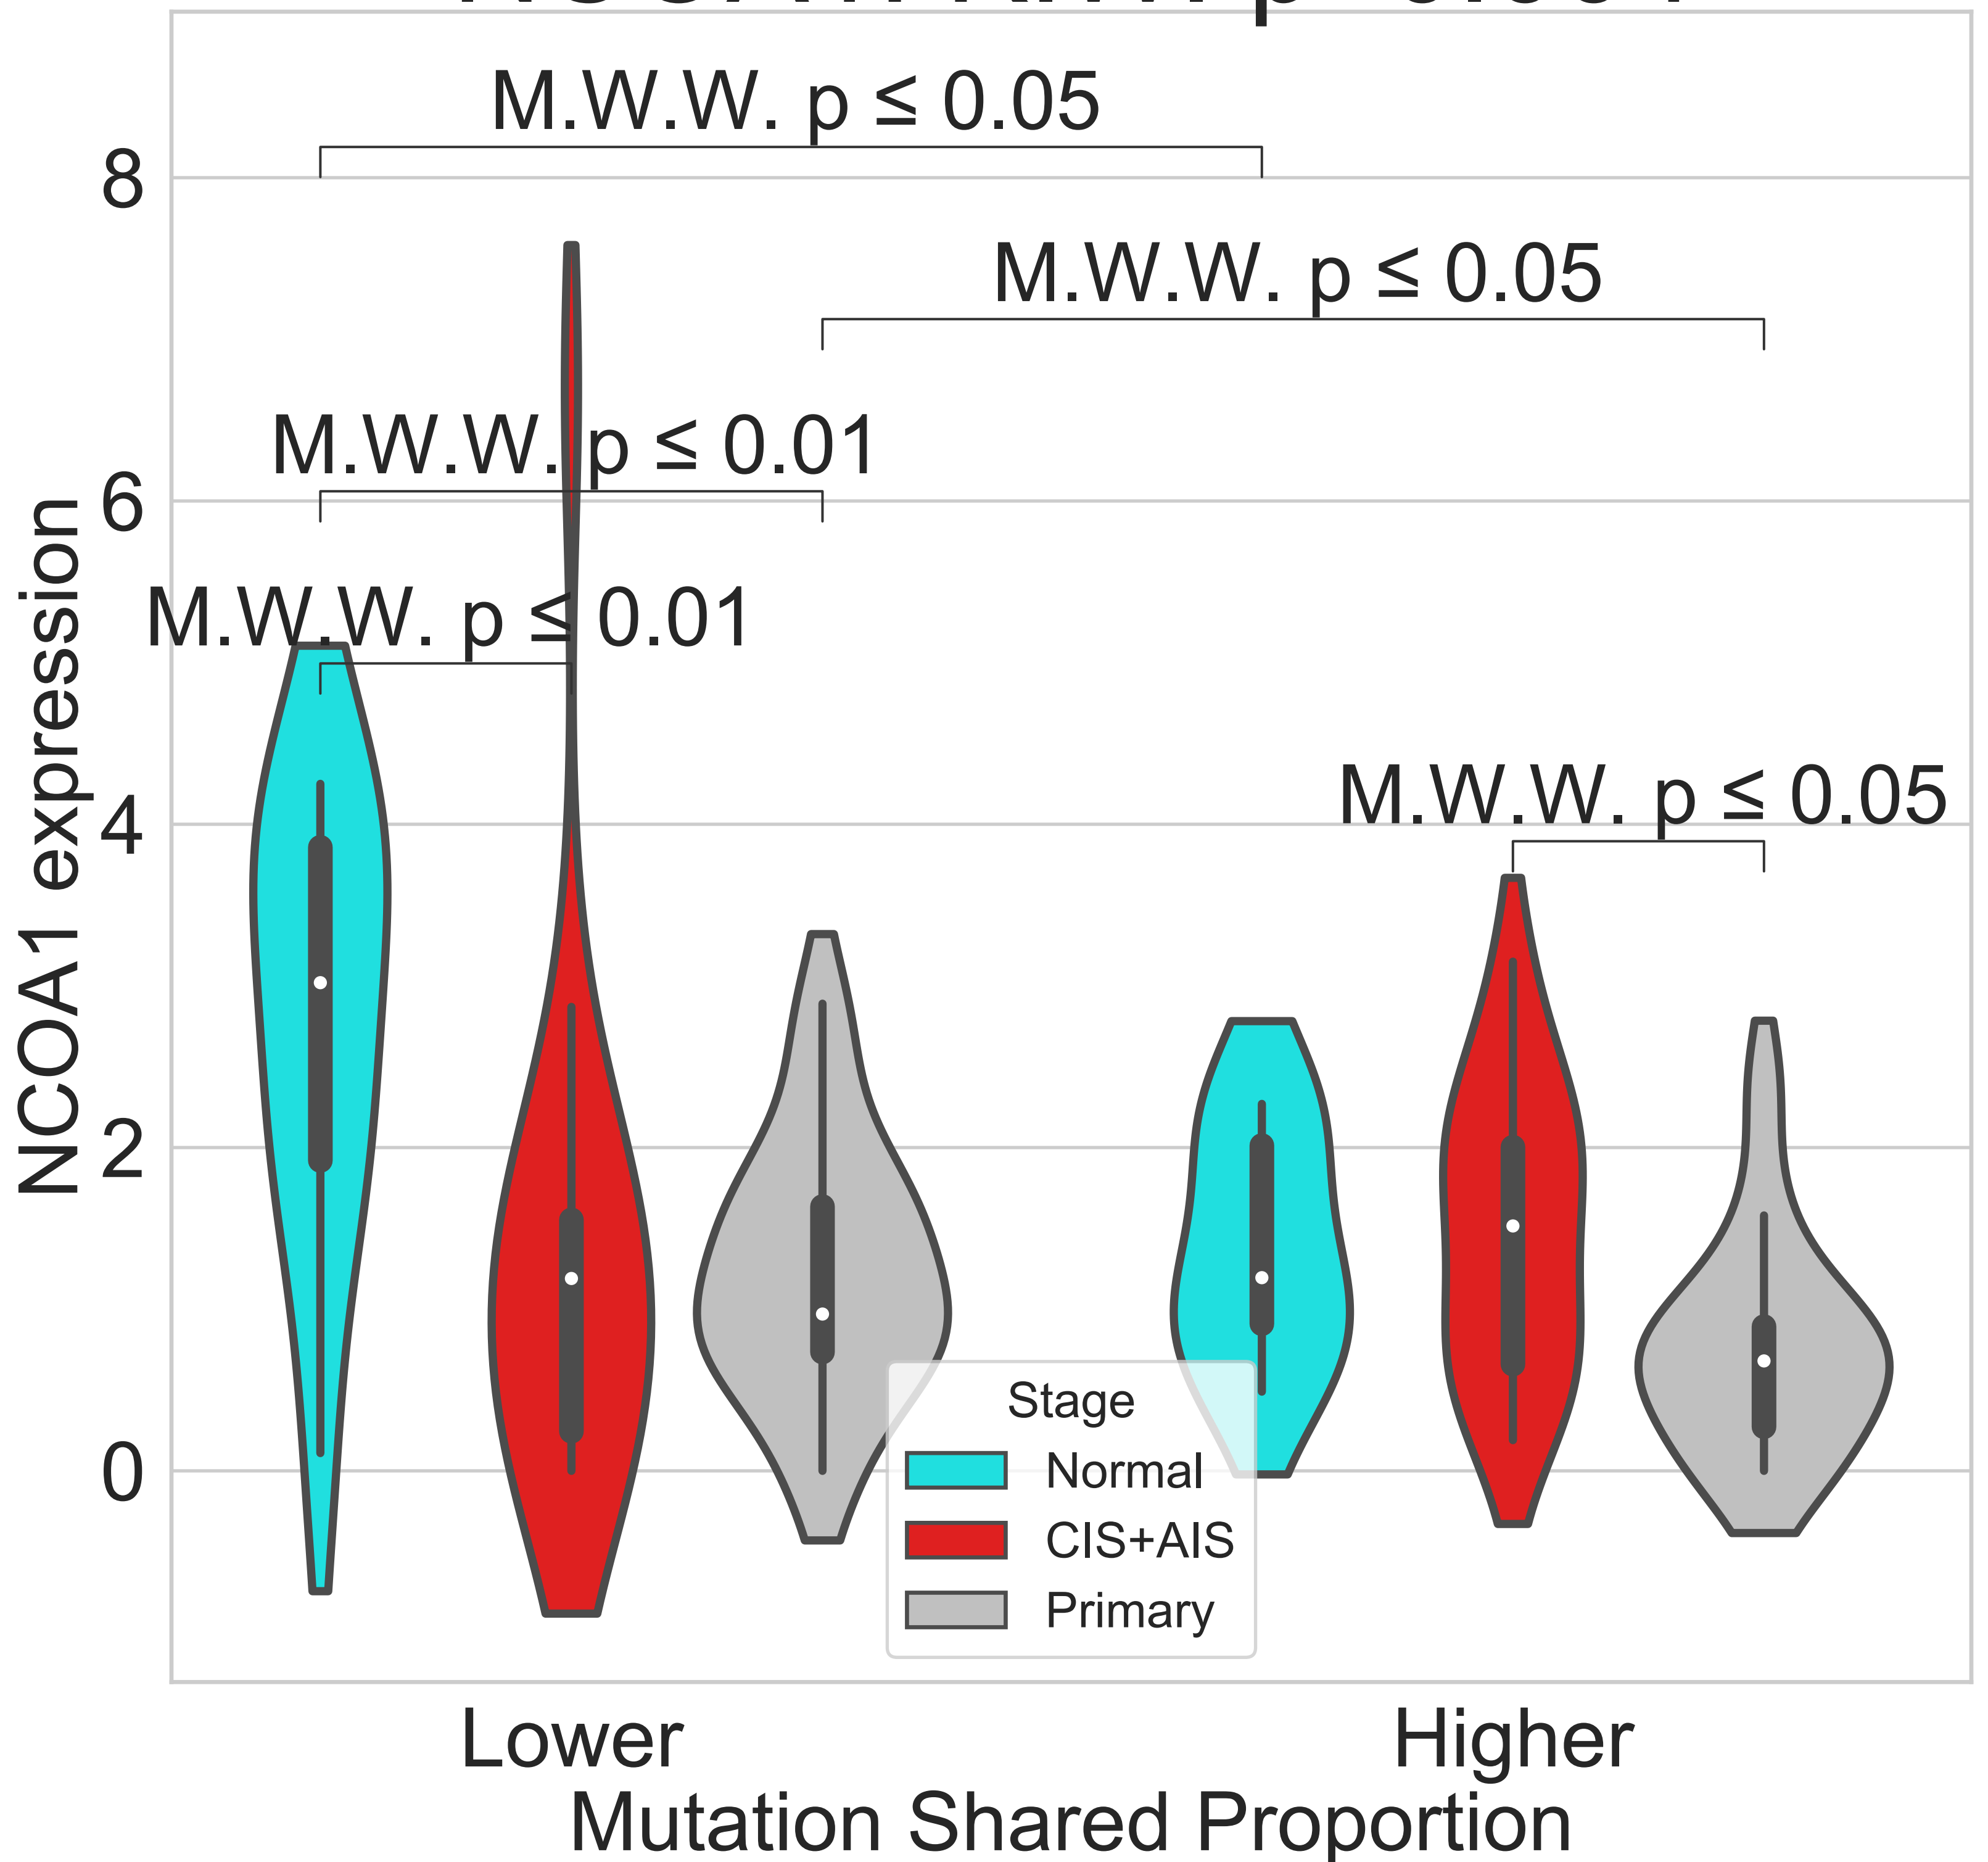 M.W.W. p ≤ 0.05
8
M.W.W. p ≤ 0.05
M.W.W. p ≤ 0.01
6
M.W.W. p ≤ 0.01
M.W.W. p ≤ 0.05
4
NCOA1 expression
2
0
Stage
Normal
CIS+AIS
Primary
Lower
Higher
Mutation Shared Proportion